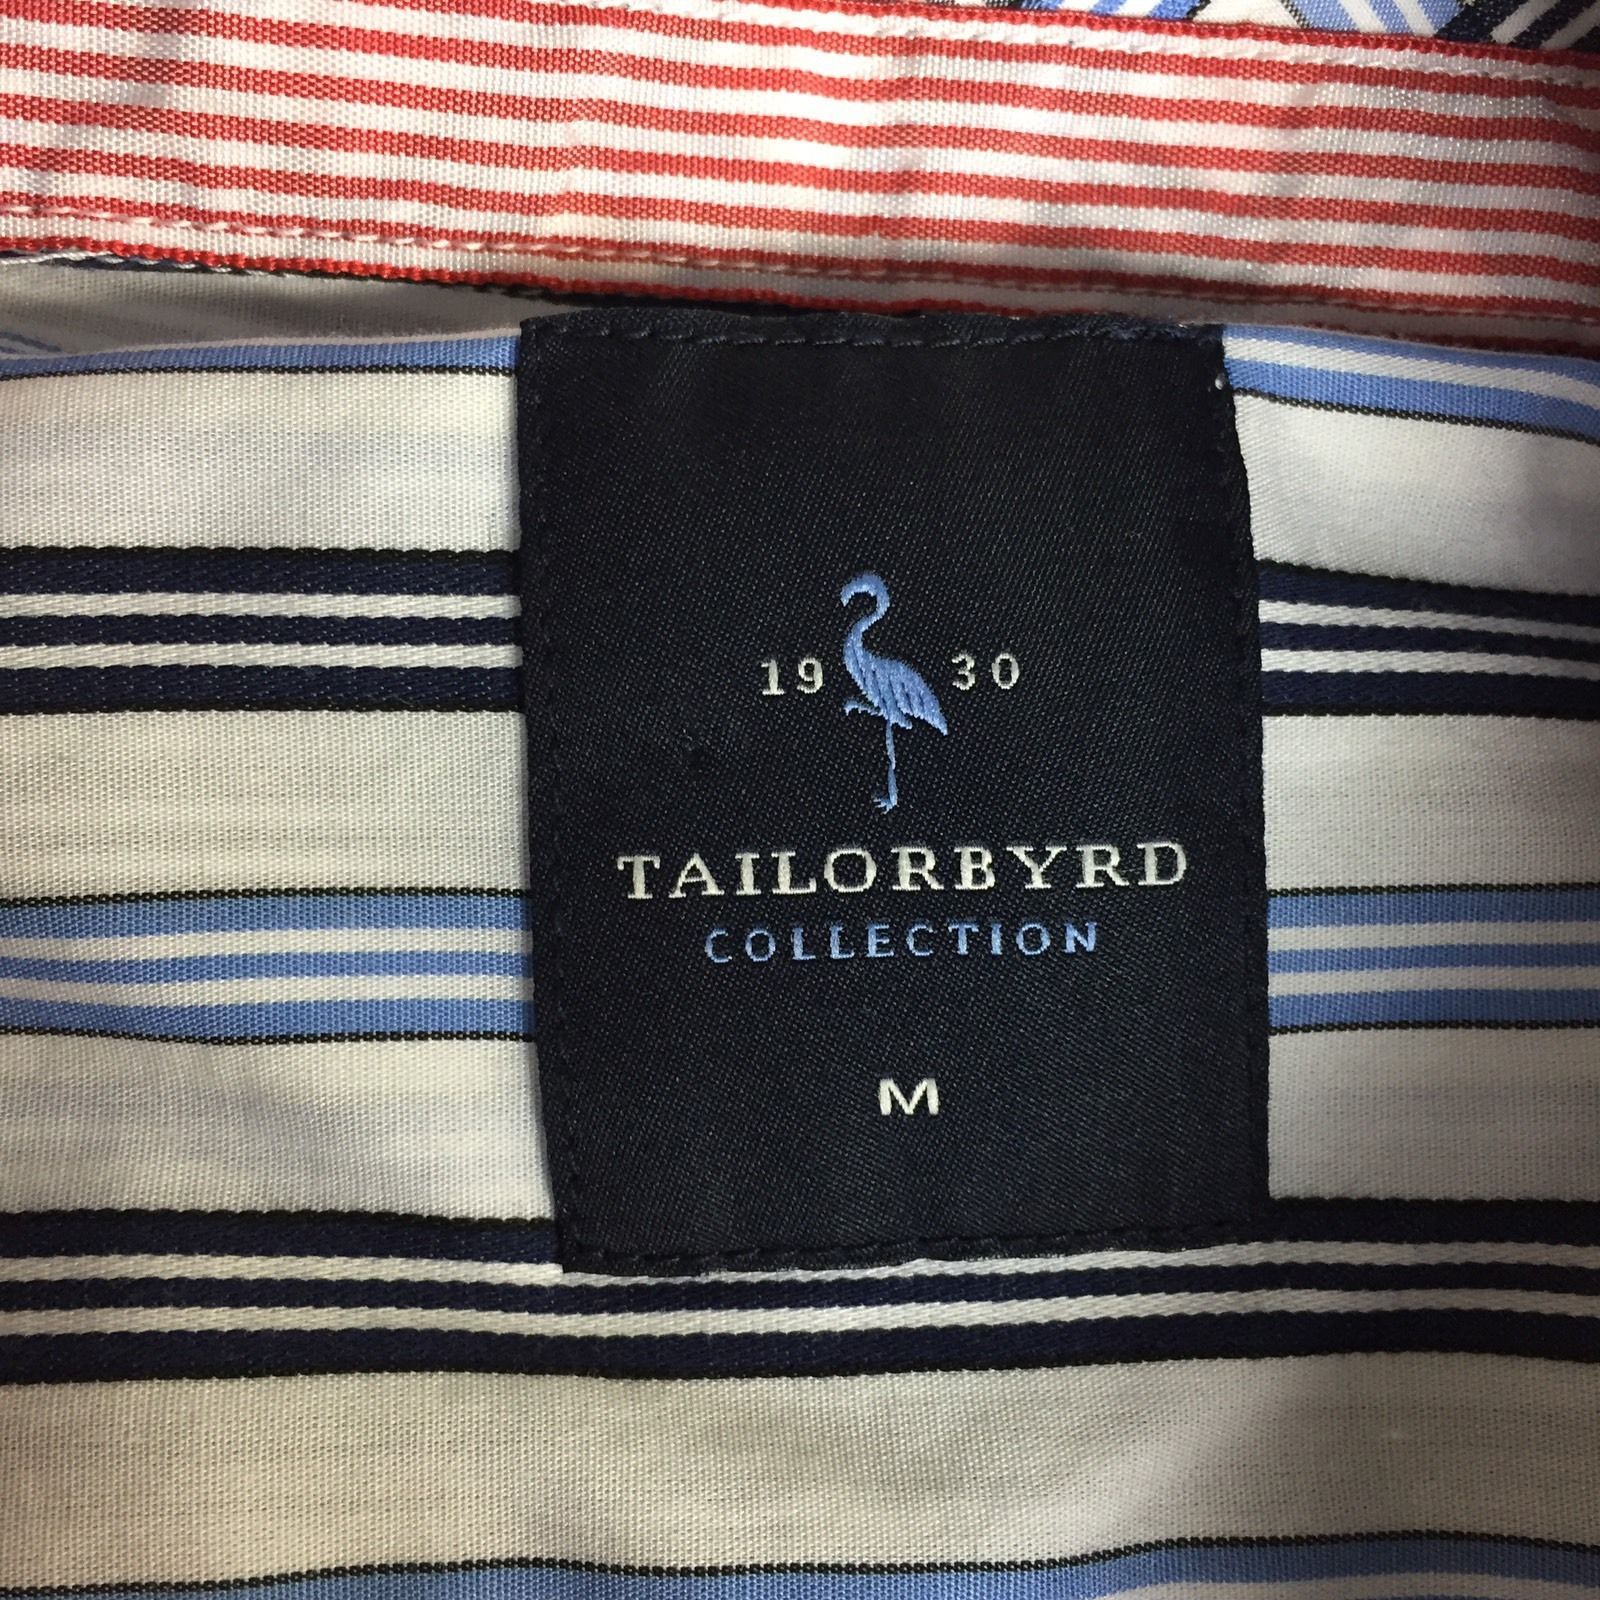 19 30
TAILORBYRD
COLLECTION
M